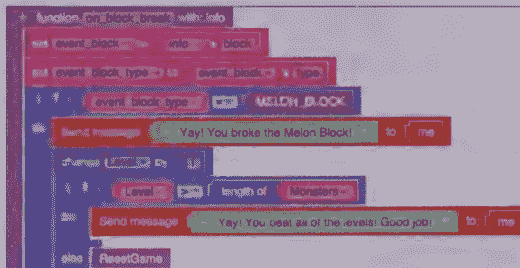 function on_block_break with: info
set event_block to info 's block
set event_block_type to event_block 's type
if event_block_type = MELON_BLOCK
do Send message Yay! You broke the Melon Block! to me
change Level by
if Level > length of Monsters
do Send message Yay! You beat all of the levels! Good job! to me
else ResetGame